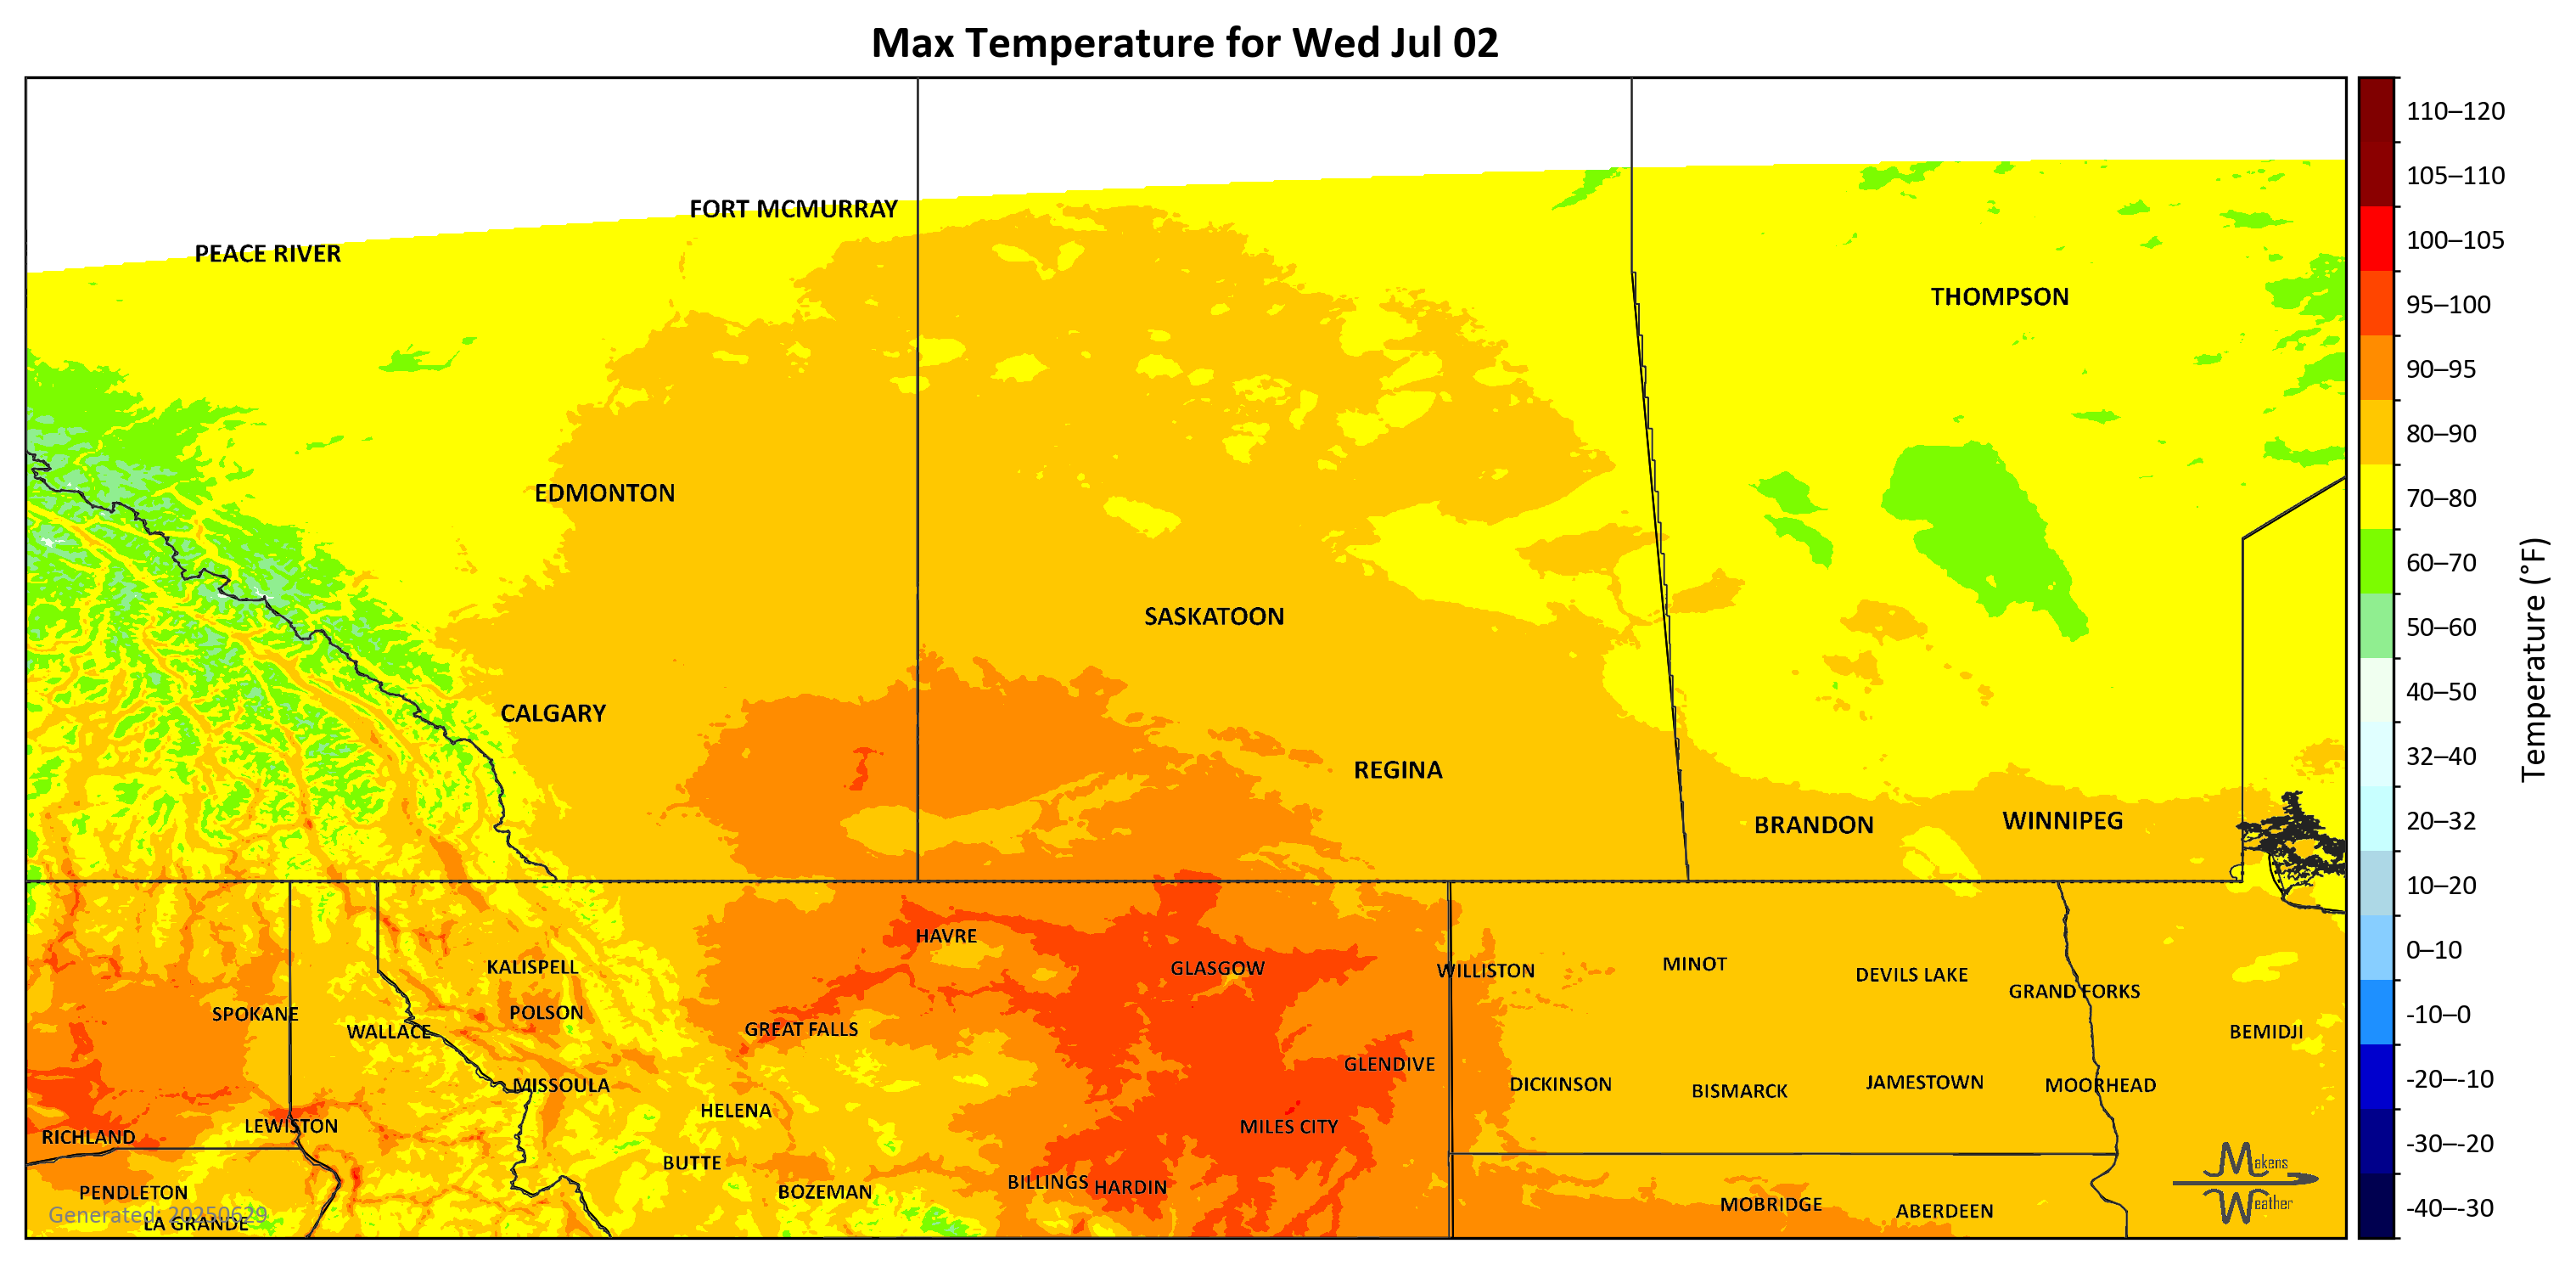 Max Temperature for Wed Jul 02
110–120
105–110
FORT MCMURRAY
100–105
PEACE RIVER
THOMPSON
95–100
90–95
80–90
EDMONTON
70–80
60–70
SASKATOON
50–60
Temperature (°F)
40–50
CALGARY
REGINA
32–40
BRANDON
WINNIPEG
20–32
10–20
HAVRE
0–10
KALISPELL
GLASGOW
WILLISTON
MINOT
DEVILS LAKE
GRAND FORKS
SPOKANE
POLSON
-10–0
WALLACE
GREAT FALLS
BEMIDJI
GLENDIVE
-20–-10
MISSOULA
DICKINSON
BISMARCK
JAMESTOWN
MOORHEAD
HELENA
LEWISTON
MILES CITY
RICHLAND
-30–-20
BUTTE
Makens
Weather
PENDLETON
BOZEMAN
BILLINGS
HARDIN
MOBRIDGE
ABERDEEN
-40–-30
Generated: 20250629
LA GRANDE